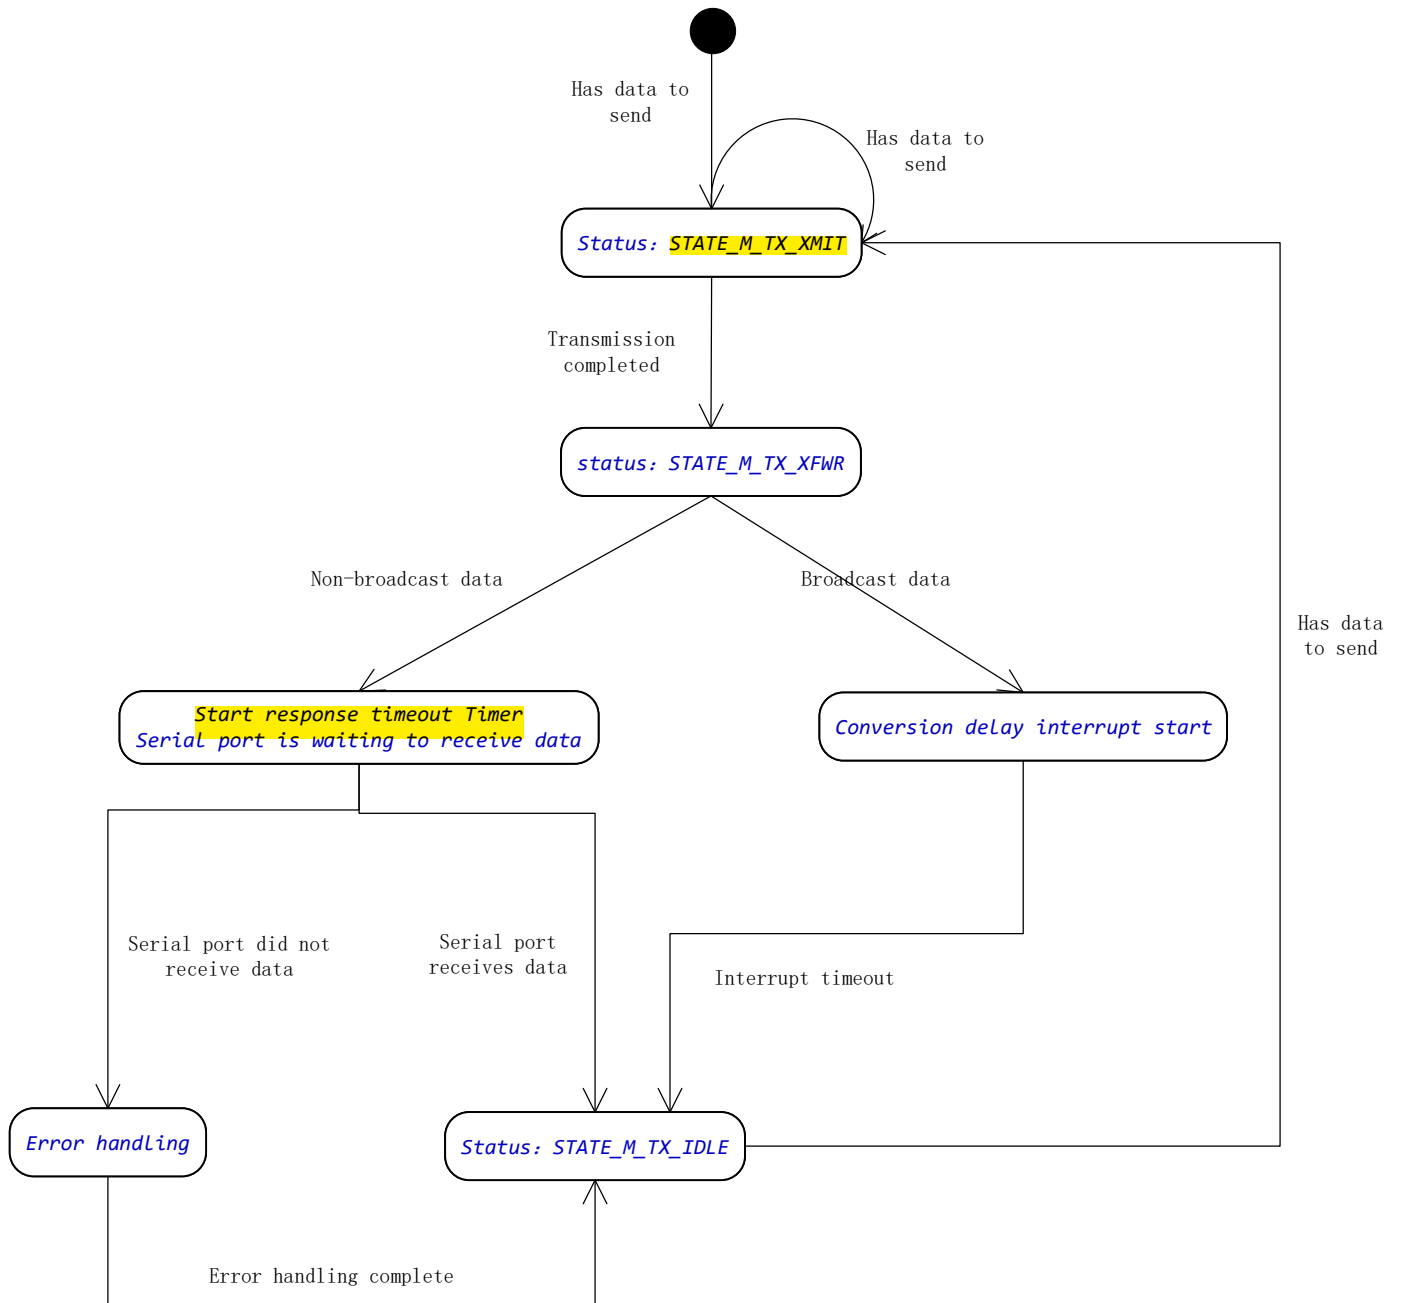 Has data to
send
Has data to
send
Status: STATE_M_TX_XMIT
Transmission
completed
status: STATE_M_TX_XFWR
Non-broadcast data
Broadcast data
Has data
to send
Start response timeout Timer
Serial port is waiting to receive data
Conversion delay interrupt start
Serial port did not
receive data
Serial port
receives data
Interrupt timeout
Error handling
Status: STATE_M_TX_IDLE
Error handling complete